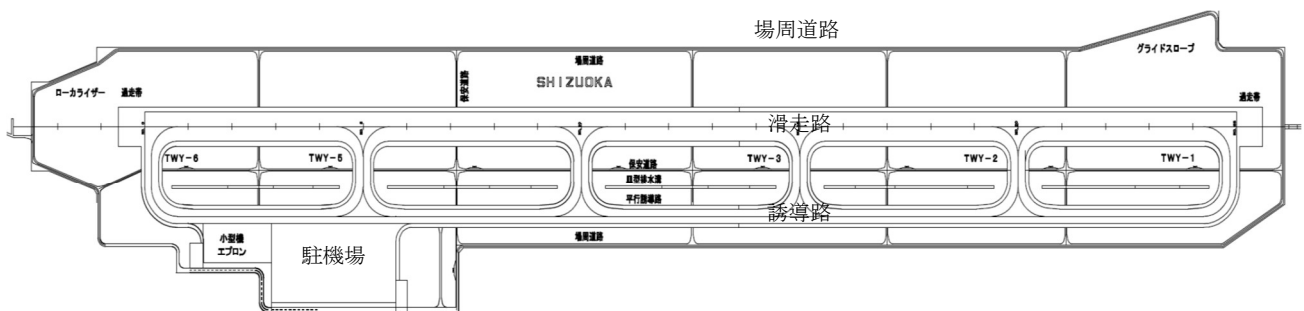 場周道路
グライドスロープ
場周道路
保安道路
SHIZUOKA
ローカライザー
過走帯
過走帯
滑走路
TWY-6
TWY-5
保安道路
TWY-3
TWY-2
TWY-1
皿型排水溝
平行誘導路
誘導路
小型機
エプロン
駐機場
場周道路